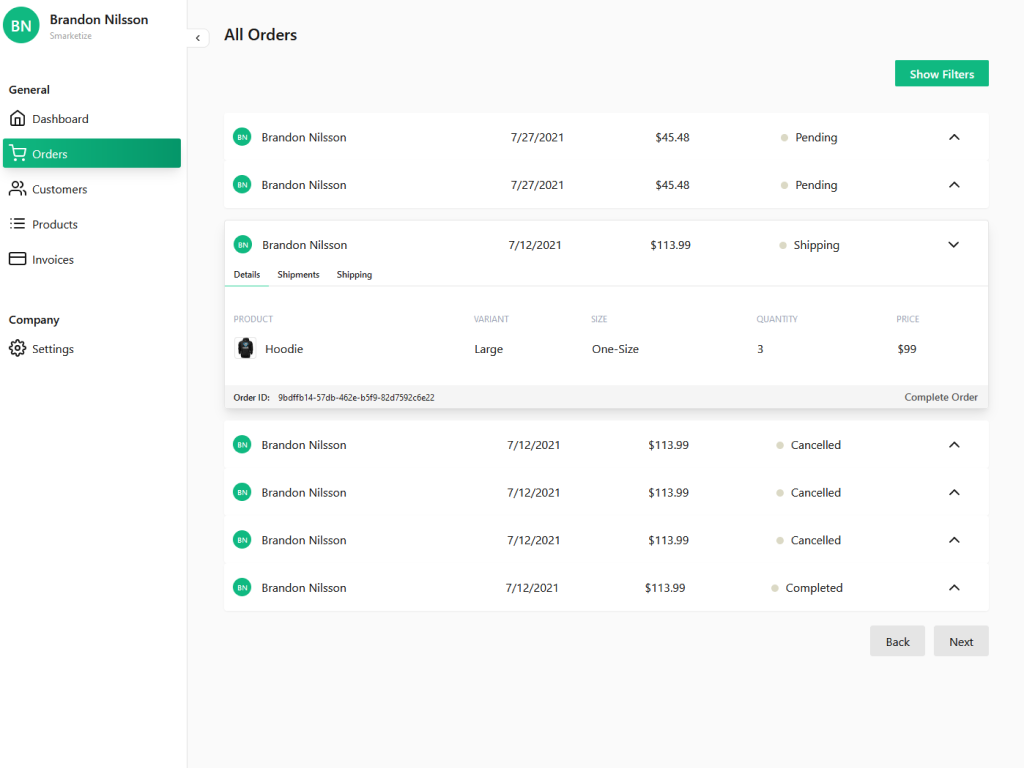 BN
Brandon Nilsson
Smarketize
General
Dashboard
Orders
Customers
Products
Invoices
Company
Settings
All Orders
Show Filters
BN Brandon Nilsson 7/27/2021 $45.48 Pending
BN Brandon Nilsson 7/27/2021 $45.48 Pending
BN Brandon Nilsson 7/12/2021 $113.99 Shipping
Details Shipments Shipping
PRODUCT VARIANT SIZE QUANTITY PRICE
Hoodie Large One-Size 3 $99
Order ID: 9bdffb14-57db-462e-b5f9-82d7592c6e22 Complete Order
BN Brandon Nilsson 7/12/2021 $113.99 Cancelled
BN Brandon Nilsson 7/12/2021 $113.99 Cancelled
BN Brandon Nilsson 7/12/2021 $113.99 Cancelled
BN Brandon Nilsson 7/12/2021 $113.99 Completed
Back Next